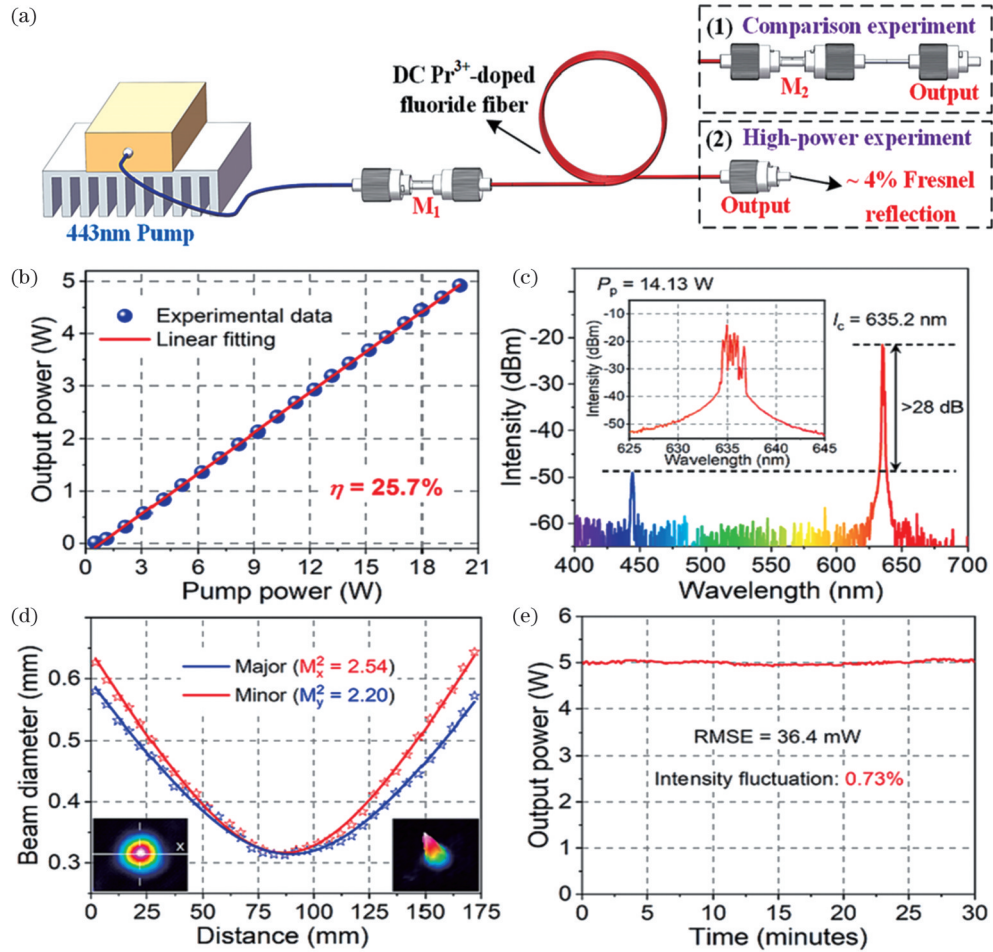 (a)
(1) Comparison experiment
M2
Output
(2) High-power experiment
Output
~ 4% Fresnel
reflection
DC Pr3+-doped
fluoride fiber
M1
443nm Pump
(b)
Output power (W)
5
4
3
2
1
0
Experimental data
Linear fitting
η = 25.7%
0 3 6 9 12 15 18 21
Pump power (W)
(c)
Pp = 14.13 W
Intensity (dBm)
-20
-30
-40
-50
-60
Intensity (dBm)
-10
-20
-30
-40
-50
625 630 635 640 645
Wavelength (nm)
lc = 635.2 nm
>28 dB
400 450 500 550 600 650 700
Wavelength (nm)
(d)
Beam diameter (mm)
0.6
0.5
0.4
0.3
Major (M2x = 2.54)
Minor (M2y = 2.20)
x
0 25 50 75 100 125 150 175
Distance (mm)
(e)
Output power (W)
6
5
4
3
2
1
0
RMSE = 36.4 mW
Intensity fluctuation: 0.73%
0 5 10 15 20 25 30
Time (minutes)